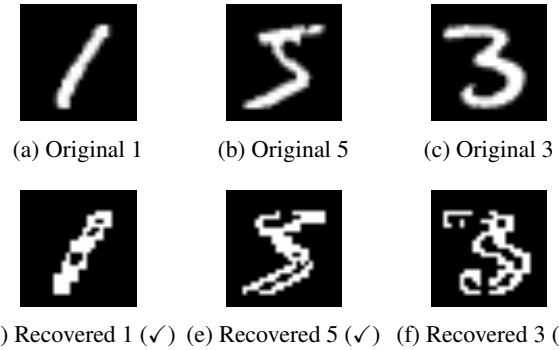 (a) Original 1 (b) Original 5 (c) Original 3
) Recovered 1 (✓) (e) Recovered 5 (✓) (f) Recovered 3 (